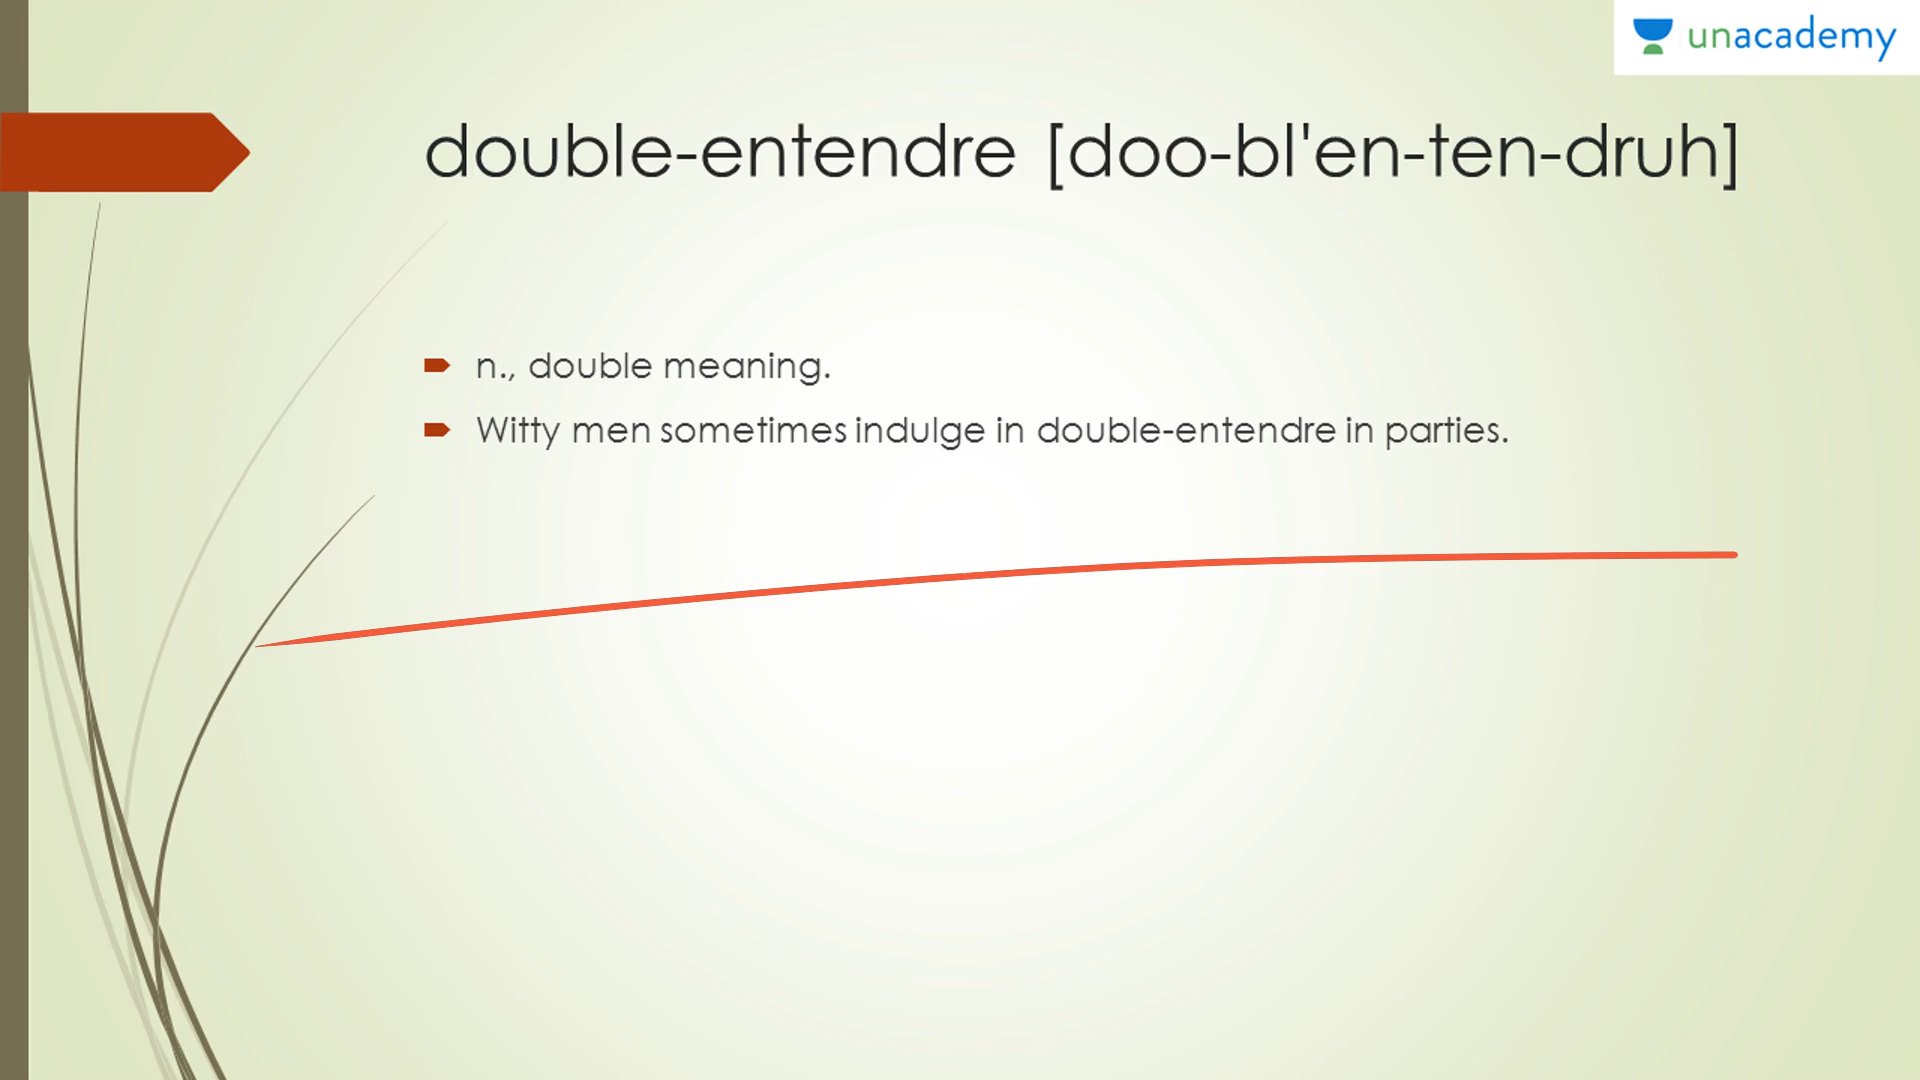 unacademy
double-entendre [doo-bl'en-ten-druh]
n., double meaning.
Witty men sometimes indulge in double-entendre in parties.